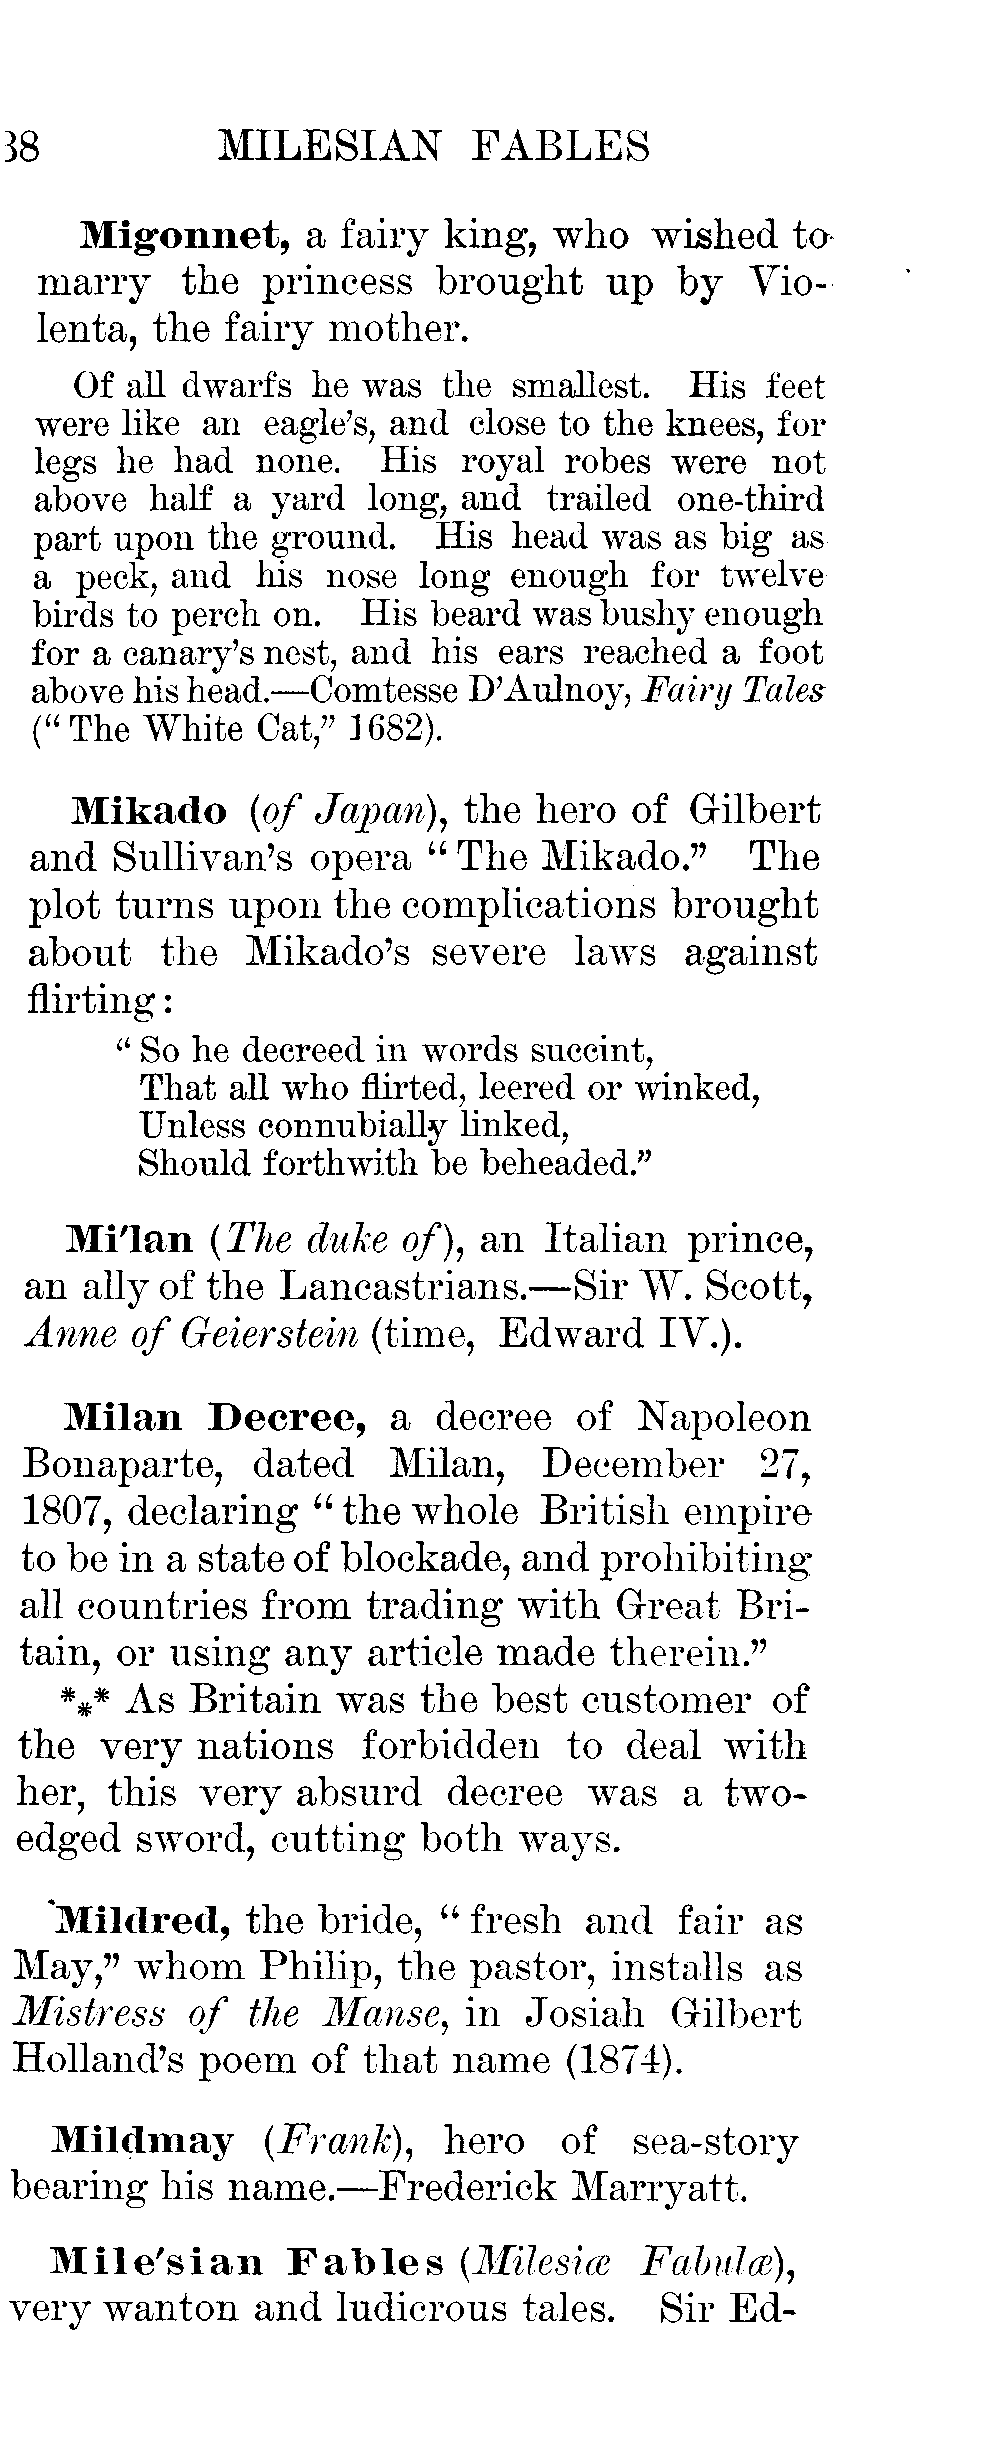 38 MILESIAN FABLES
Migonnet, a fairy king, who wished to
marry the princess brought up by Vio-
lenta, the fairy mother.
Of all dwarfs he was the smallest. His feet
were like an eagle's, and close to the knees, for
legs he had none. His royal robes were not
above half a yard long, and trailed one-third
part upon the ground. His head was as big as
a peck, and his nose long enough for twelve
birds to perch on. His beard was bushy enough
for a canary's nest, and his ears reached a foot
above his head.—Comtesse D'Aulnoy, Fairy Tales
(“The White Cat,” 1682).
Mikado (of Japan), the hero of Gilbert
and Sullivan's opera “The Mikado.” The
plot turns upon the complications brought
about the Mikado's severe laws against
flirting:
“So he decreed in words succint,
That all who flirted, leered or winked,
Unless connubially linked,
Should forthwith be beheaded.”
Mi'lan (The duke of), an Italian prince,
an ally of the Lancastrians.—Sir W. Scott,
Anne of Geierstein (time, Edward IV.).
Milan Decree, a decree of Napoleon
Bonaparte, dated Milan, December 27,
1807, declaring “the whole British empire
to be in a state of blockade, and prohibiting
all countries from trading with Great Bri-
tain, or using any article made therein.”
*⁎* As Britain was the best customer of
the very nations forbidden to deal with
her, this very absurd decree was a two-
edged sword, cutting both ways.
Mildred, the bride, “fresh and fair as
May,” whom Philip, the pastor, installs as
Mistress of the Manse, in Josiah Gilbert
Holland's poem of that name (1874).
Mildmay (Frank), hero of sea-story
bearing his name.—Frederick Marryatt.
Mile'sian Fables (Milesiæ Fabulæ),
very wanton and ludicrous tales. Sir Ed-